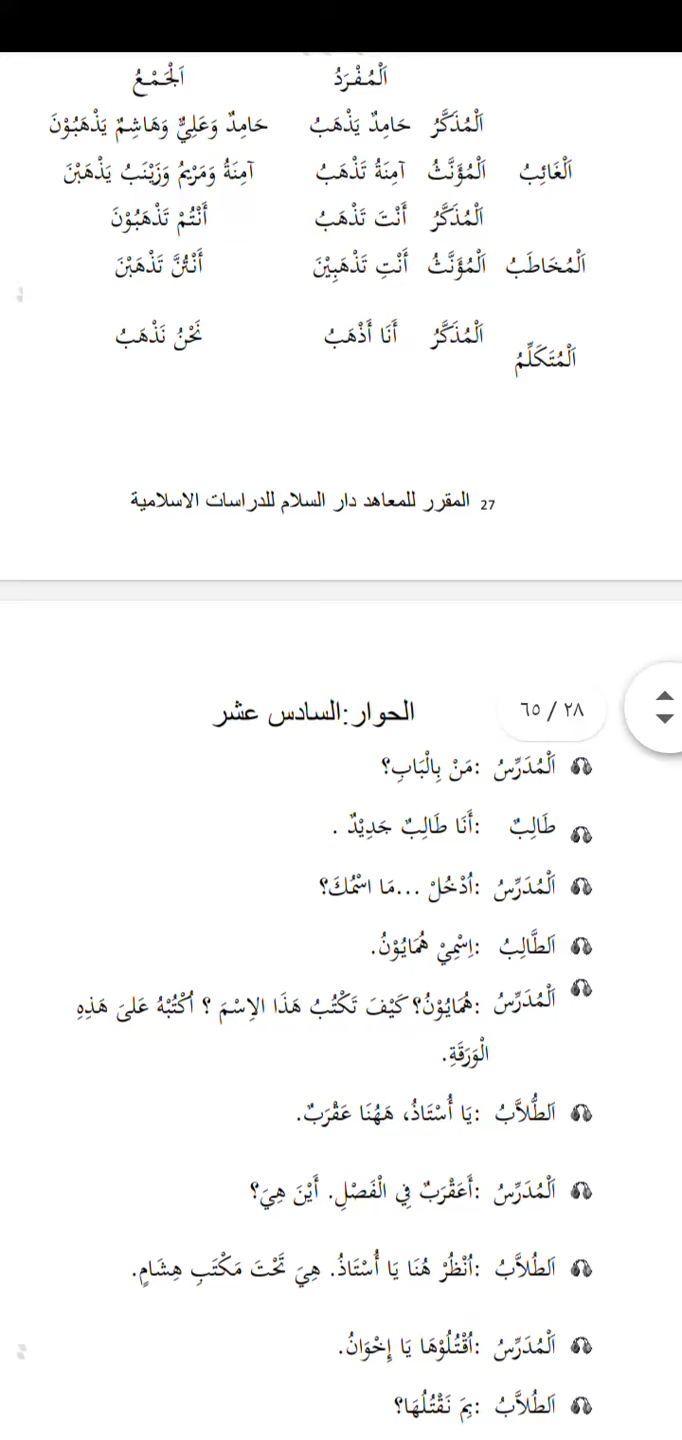 اَلْمُفْرَدُ اَلْجَمْعُ
اَلْمُذَكَّرُ حَامِدٌ يَذْهَبُ حَامِدٌ وَعَلِيٌّ وَهَاشِمٌ يَذْهَبُوْنَ
اَلْغَائِبُ اَلْمُؤَنَّثُ آمِنَةُ تَذْهَبُ آمِنَةُ وَمَرْيَمُ وَزَيْنَبُ يَذْهَبْنَ
اَلْمُذَكَّرُ أَنْتَ تَذْهَبُ أَنْتُمْ تَذْهَبُوْنَ
اَلْمُخَاطَبُ اَلْمُؤَنَّثُ أَنْتِ تَذْهَبِيْنَ أَنْتُنَّ تَذْهَبْنَ
اَلْمُذَكَّرُ أَنَا أَذْهَبُ نَحْنُ نَذْهَبُ
اَلْمُتَكَلِّمُ
27 المقرر للمعاهد دار السلام للدراسات الاسلامية
٢٨ / ٦٥
الحوار:السادس عشر
اَلْمُدَرِّسُ :مَنْ بِالْبَابِ؟
طَالِبٌ :أَنَا طَالِبٌ جَدِيْدٌ .
اَلْمُدَرِّسُ :اُدْخُلْ ...مَا اسْمُكَ؟
اَلطَّالِبُ :اِسْمِيْ هُمَايُوْنُ.
اَلْمُدَرِّسُ :هُمَايُوْنُ؟ كَيْفَ تَكْتُبُ هَذَا الاِسْمَ ؟ اُكْتُبْهُ عَلىَ هَذِهِ
الْوَرَقَةِ.
اَلطُّلاَّبُ :يَا أُسْتَاذُ، هَهُنَا عَقْرَبٌ.
اَلْمُدَرِّسُ :أَعَقْرَبٌ فِي الْفَصْلِ. أَيْنَ هِيَ؟
اَلطُلاَّبُ :اُنْظُرْ هُنَا يَا أُسْتَاذُ. هِيَ تَحْتَ مَكْتَبِ هِشَامٍ.
اَلْمُدَرِّسُ :اُقْتُلُوْهَا يَا إِخْوَانُ.
اَلطُلاَّبُ :بِمَ نَقْتُلُهَا؟